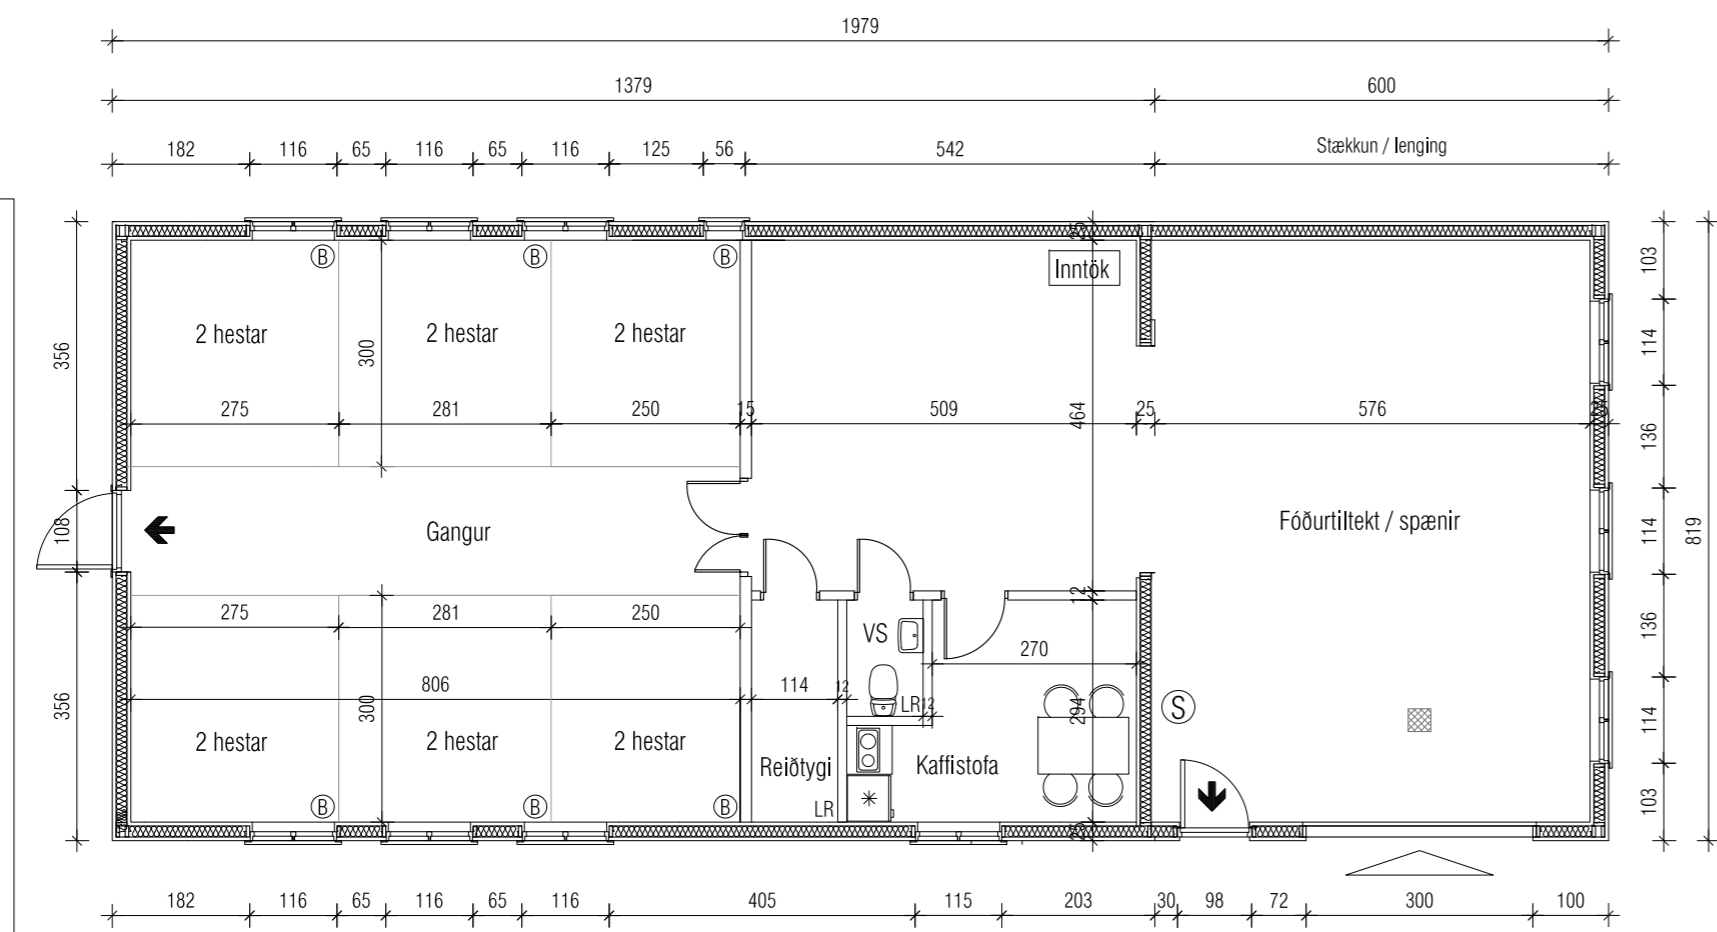 1979
1379 600
182 116 65 116 65 116 125 56 542 Stækkun / lenging
25
B B B Inntök 103
2 hestar 2 hestar 2 hestar
356 300 114
275 281 250 15 509 464 25 576 25
136
108 Gangur Fóðurtiltekt / spænir 114 819
12
275 281 250 VS 136
270
806 114 12 LR 12 294 S
356 300 114
2 hestar 2 hestar 2 hestar
Reiðtygi Kaffistofa
B B B LR 103
25
182 116 65 116 65 116 405 115 203 30 98 72 300 100